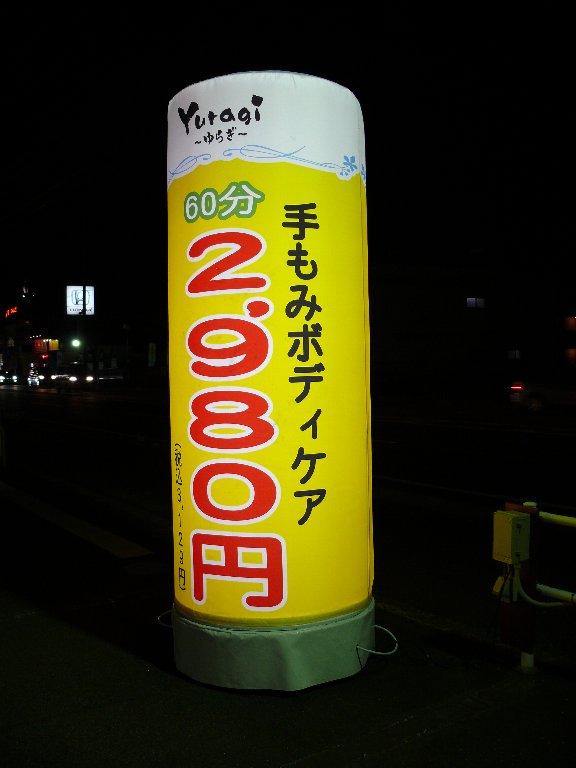 Yuragi
～ゆらぎ～
手もみボディケア
60分
2,980円